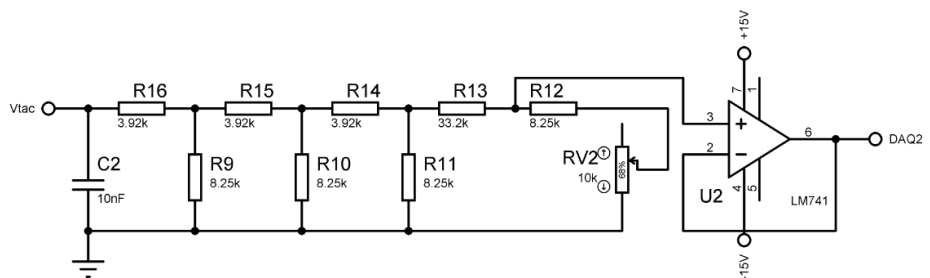 Vtac
C2
10nF
R16
3.92k
R9
8.25k
R15
3.92k
R10
8.25k
R14
3.92k
R11
8.25k
R13
33.2k
R12
8.25k
RV2
10k
68%
+15V
7
1
3
2
6
4
5
U2
LM741
-15V
DAQ2